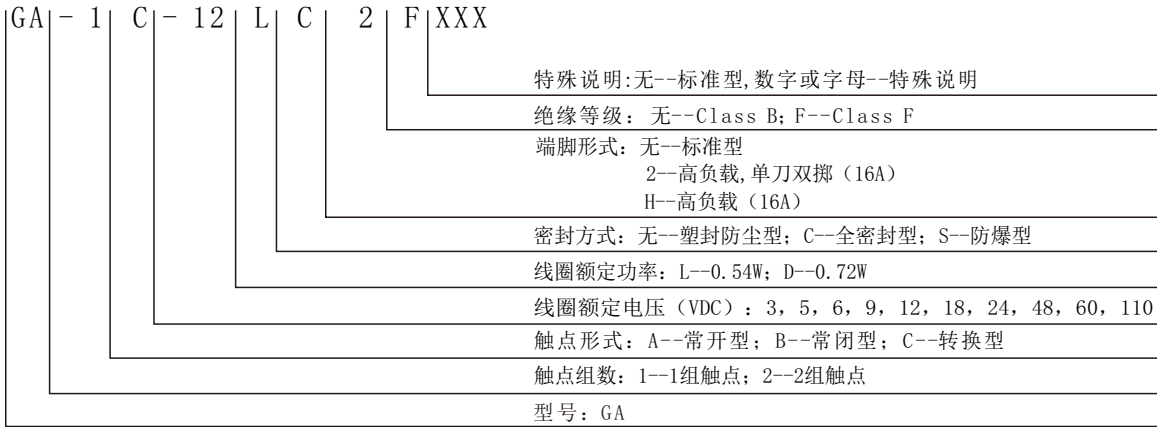 GA - 1 C - 12 L C 2 F XXX
特殊说明:无--标准型,数字或字母--特殊说明
绝缘等级：无--Class B; F--Class F
端脚形式：无--标准型
2--高负载,单刀双掷（16A）
H--高负载（16A）
密封方式：无--塑封防尘型；C--全密封型；S--防爆型
线圈额定功率：L--0.54W；D--0.72W
线圈额定电压（VDC）：3，5，6，9，12，18，24，48，60，110
触点形式：A--常开型；B--常闭型；C--转换型
触点组数：1--1组触点；2--2组触点
型号：GA